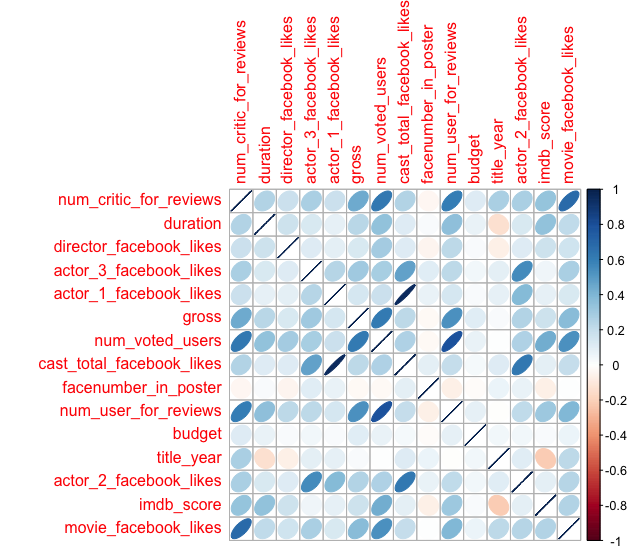 num_critic_for_reviews
duration
director_facebook_likes
actor_3_facebook_likes
actor_1_facebook_likes
gross
num_voted_users
cast_total_facebook_likes
facenumber_in_poster
num_user_for_reviews
budget
title_year
actor_2_facebook_likes
imdb_score
movie_facebook_likes
num_critic_for_reviews
duration
director_facebook_likes
actor_3_facebook_likes
actor_1_facebook_likes
gross
num_voted_users
cast_total_facebook_likes
facenumber_in_poster
num_user_for_reviews
budget
title_year
actor_2_facebook_likes
imdb_score
movie_facebook_likes
1
0.8
0.6
0.4
0.2
0
-0.2
-0.4
-0.6
-0.8
-1